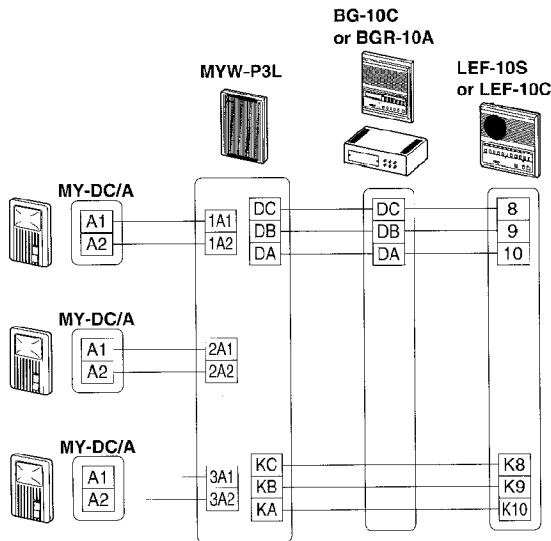 BG-10C
or BGR-10A
MYW-P3L
LEF-10S
or LEF-10C
MY-DC/A
A1
A2
1A1
1A2
DC
DB
DA
DC
DB
DA
8
9
10
MY-DC/A
A1
A2
2A1
2A2
MY-DC/A
A1
A2
3A1
3A2
KC
KB
KA
K8
K9
K10